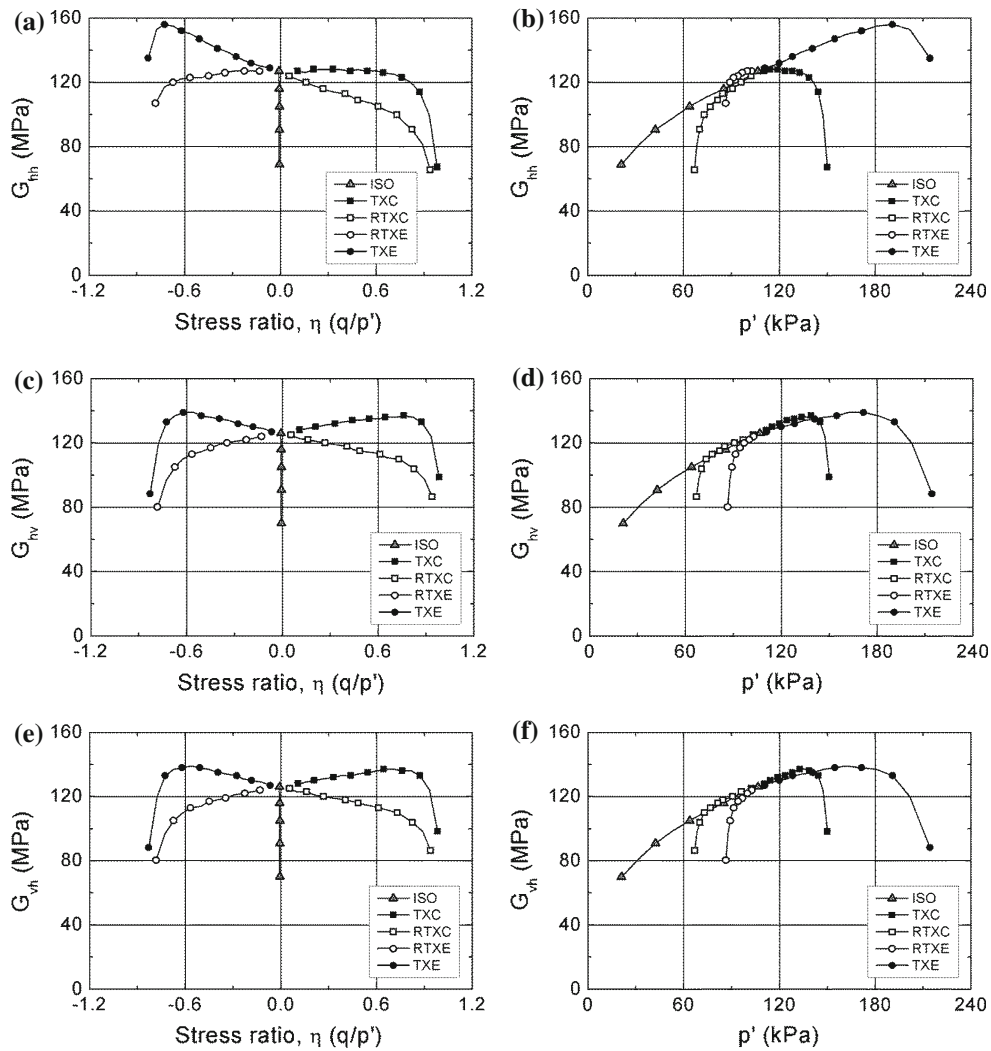 (a)
160
120
80
40
0
G_hh (MPa)
ISO
TXC
RTXC
RTXE
TXE
-1.2 -0.6 0.0 0.6 1.2
Stress ratio, η (q/p')
(b)
160
120
80
40
0
G_hh (MPa)
ISO
TXC
RTXC
RTXE
TXE
0 60 120 180 240
p' (kPa)
(c)
160
120
80
40
0
G_hv (MPa)
ISO
TXC
RTXC
RTXE
TXE
-1.2 -0.6 0.0 0.6 1.2
Stress ratio, η (q/p')
(d)
160
120
80
40
0
G_hv (MPa)
ISO
TXC
RTXC
RTXE
TXE
0 60 120 180 240
p' (kPa)
(e)
160
120
80
40
0
G_vh (MPa)
ISO
TXC
RTXC
RTXE
TXE
-1.2 -0.6 0.0 0.6 1.2
Stress ratio, η (q/p')
(f)
160
120
80
40
0
G_vh (MPa)
ISO
TXC
RTXC
RTXE
TXE
0 60 120 180 240
p' (kPa)